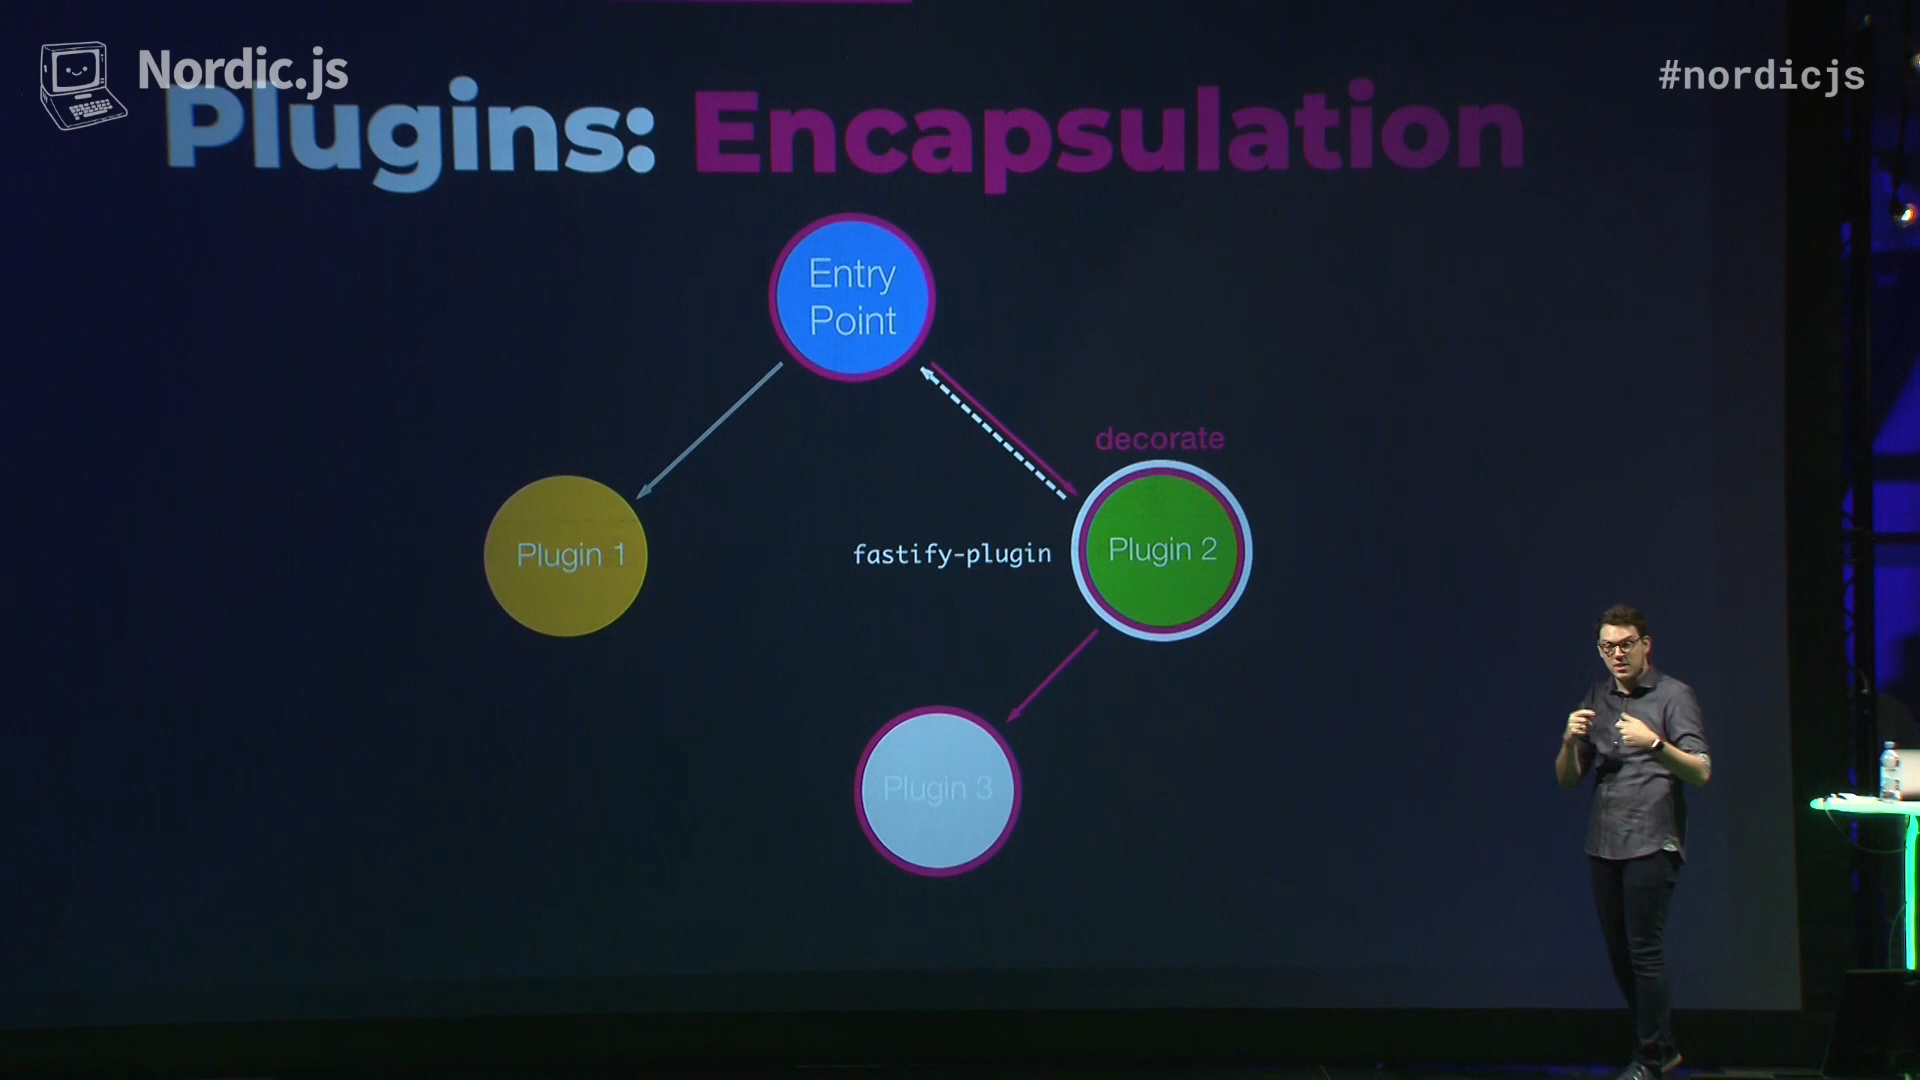 Nordic.js
#nordicjs
Plugins: Encapsulation
Entry
Point
decorate
Plugin 1
fastify-plugin
Plugin 2
Plugin 3